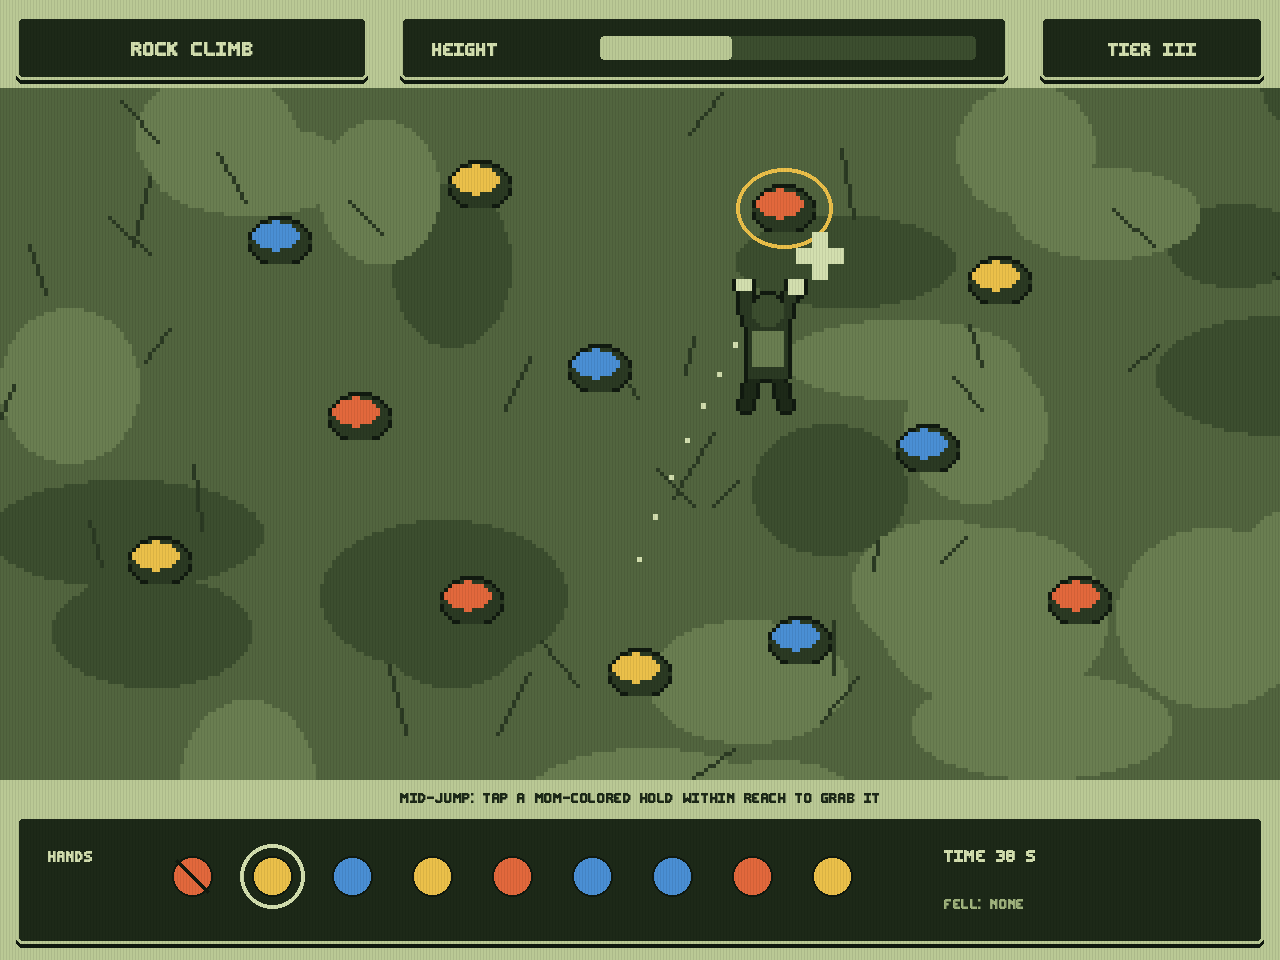 ROCK CLIMB
HEIGHT
TIER III
MID-JUMP: TAP A MOM-COLORED HOLD WITHIN REACH TO GRAB IT
HANDS
TIME 38 S
FELL: NONE